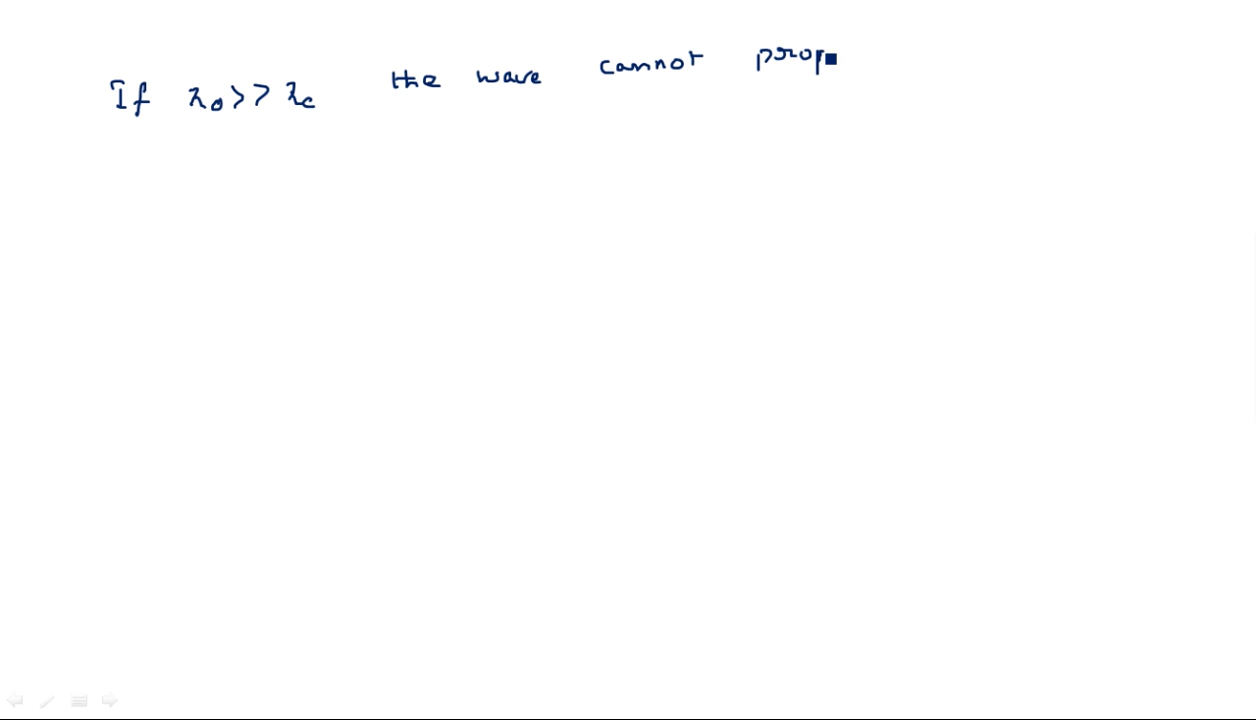 If λ₀>> λc the wave cannot prop